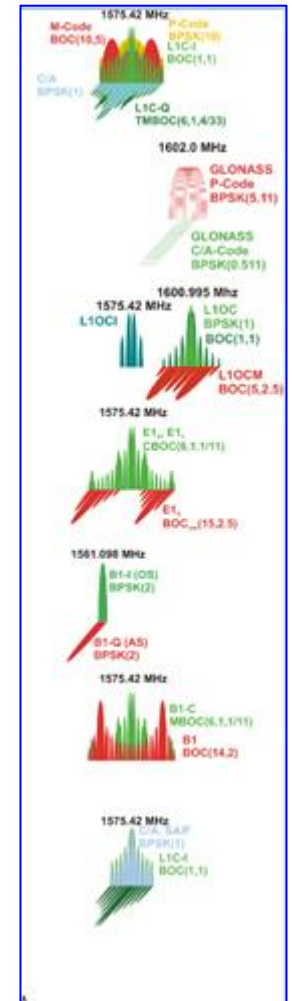 1575.42 MHz
M-Code
BOC(10,5)
P-Code
BPSK(10)
L1C-I
BOC(1,1)
C/A
BPSK(1)
L1C-Q
TMBOC(6,1,4/33)
1602.0 MHz
GLONASS
P-Code
BPSK(5.11)
GLONASS
C/A-Code
BPSK(0.511)
1600.995 Mhz
1575.42 MHz
L1OCI
L1OC
BPSK(1)
BOC(1,1)
L1OCM
BOC(5,2.5)
1575.42 MHz
CBOC(6,1,1/11)
BOC (15,2.5)
1561.098 MHz
B1-I (OS)
BPSK(2)
B1-Q (AS)
BPSK(2)
1575.42 MHz
B1-C
MBOC(6,1,1/11)
B1
BOC(14,2)
1575.42 MHz
C/A, SAIF
BPSK(1)
L1C-I
BOC(1,1)